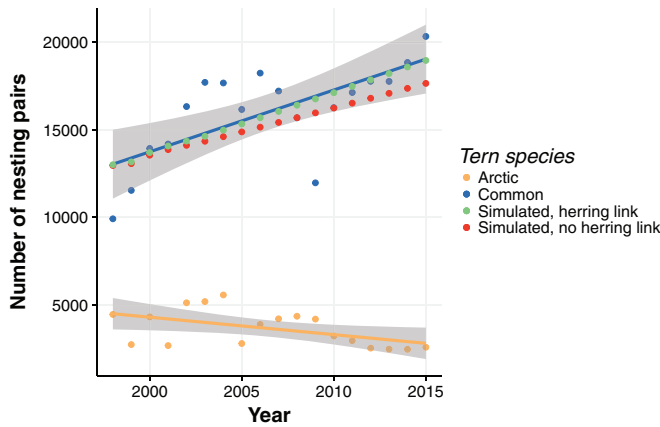 Number of nesting pairs
20000
15000
10000
5000
2000
2005
2010
2015
Year
Tern species
Arctic
Common
Simulated, herring link
Simulated, no herring link